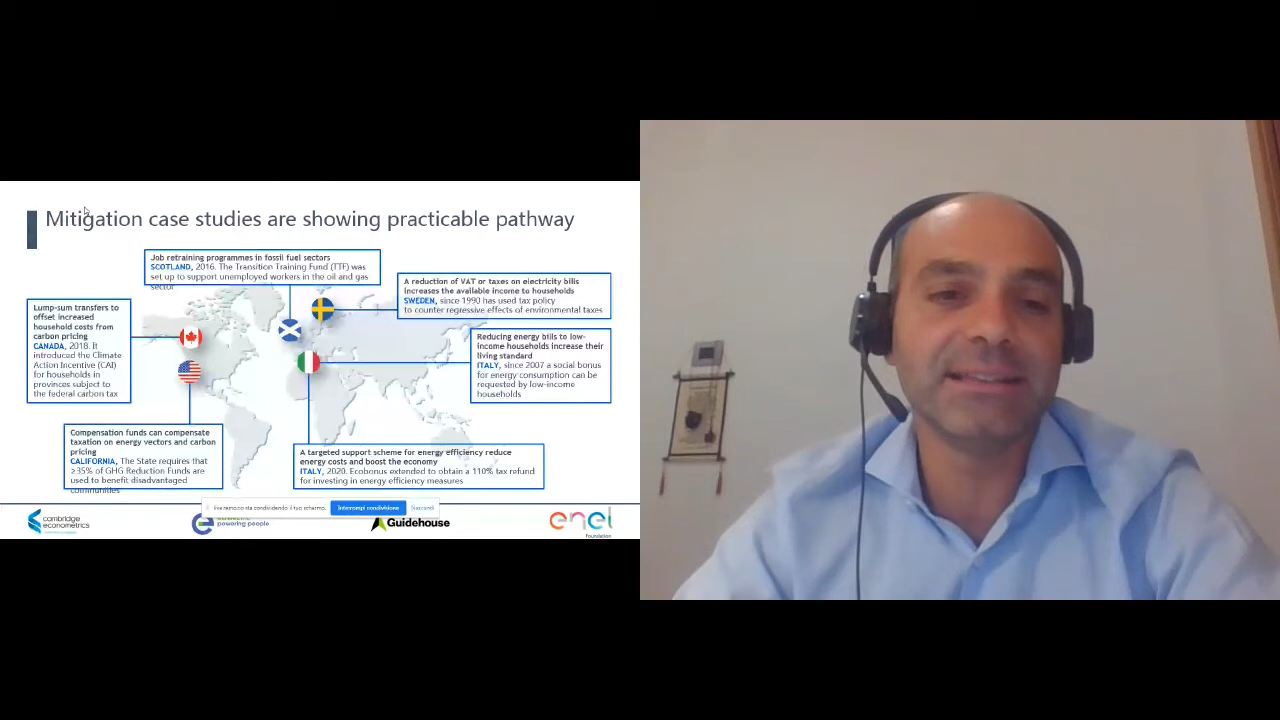 Mitigation case studies are showing practicable pathway
Job retraining programmes in fossil fuel sectors
SCOTLAND, 2016. The Transition Training Fund (TTF) was
set up to support unemployed workers in the oil and gas
sector
A reduction of VAT or taxes on electricity bills
increases the available income to households
SWEDEN, since 1990 has used tax policy
to counter regressive effects of environmental taxes
Lump-sum transfers to
offset increased
household costs from
carbon pricing
CANADA, 2018. It
introduced the Climate
Action Incentive (CAI)
for households in
provinces subject to
the federal carbon tax
Reducing energy bills to low-
income households increase their
living standard
ITALY, since 2007 a social bonus
for energy consumption can be
requested by low-income
households
Compensation funds can compensate
taxation on energy vectors and carbon
pricing
CALIFORNIA, The State requires that
≥35% of GHG Reduction Funds are
used to benefit disadvantaged
communities
A targeted support scheme for energy efficiency reduce
energy costs and boost the economy
ITALY, 2020. Ecobonus extended to obtain a 110% tax refund
for investing in energy efficiency measures
sta condividendo il tuo schermo.
Interrompi condivisione
Nascondi
cambridge
econometrics
powering people
Guidehouse
enel
Foundation